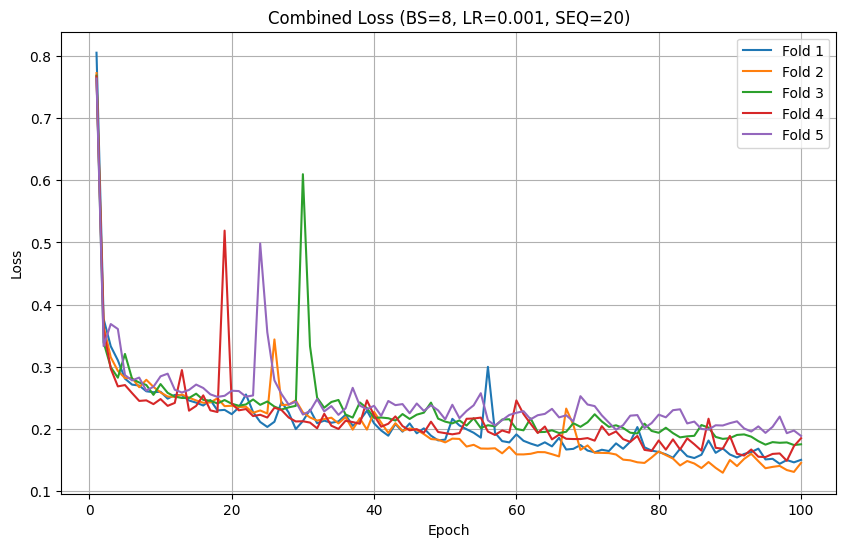 Combined Loss (BS=8, LR=0.001, SEQ=20)
Fold 1
Fold 2
Fold 3
Fold 4
Fold 5
Loss
0.8
0.7
0.6
0.5
0.4
0.3
0.2
0.1
0
20
40
60
80
100
Epoch